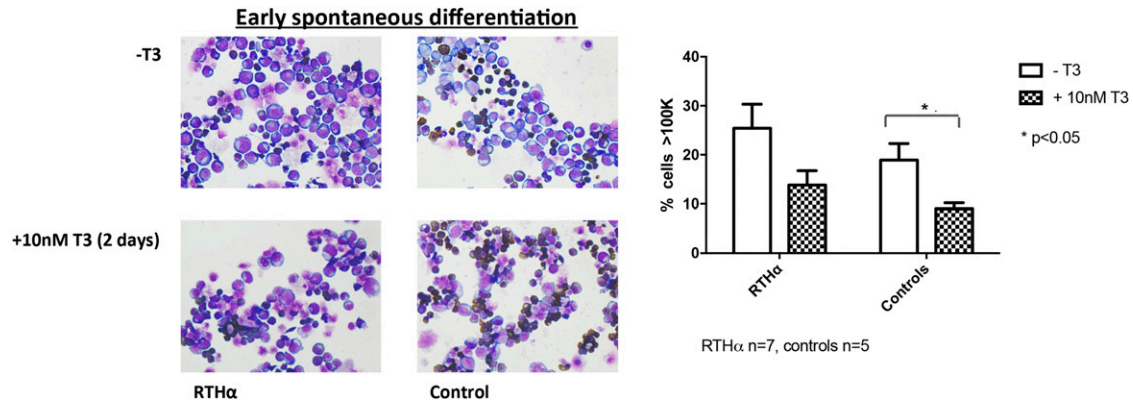 Early spontaneous differentiation
-T3
+10nM T3 (2 days)
RTHα
Control
% cells >100K
40
30
20
10
0
*
RTHα
Controls
- T3
+ 10nM T3
* p<0.05
RTHα n=7, controls n=5